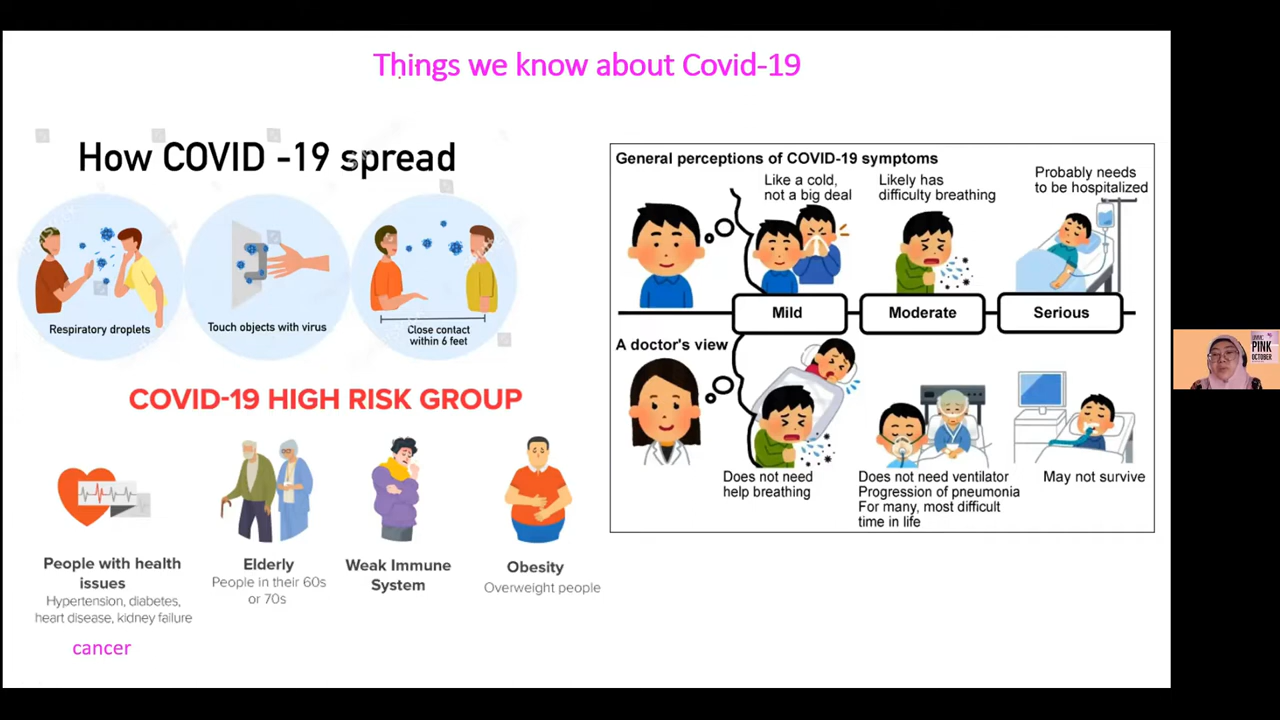 Things we know about Covid-19
How COVID -19 spread
Respiratory droplets
Touch objects with virus
Close contact
within 6 feet
COVID-19 HIGH RISK GROUP
People with health
issues
Hypertension, diabetes,
heart disease, kidney failure
cancer
Elderly
People in their 60s
or 70s
Weak Immune
System
Obesity
Overweight people
General perceptions of COVID-19 symptoms
Like a cold,
not a big deal
Likely has
difficulty breathing
Probably needs
to be hospitalized
Mild
Moderate
Serious
A doctor's view
Does not need
help breathing
Does not need ventilator
Progression of pneumonia
For many, most difficult
time in life
May not survive
PINK
OCTOBER